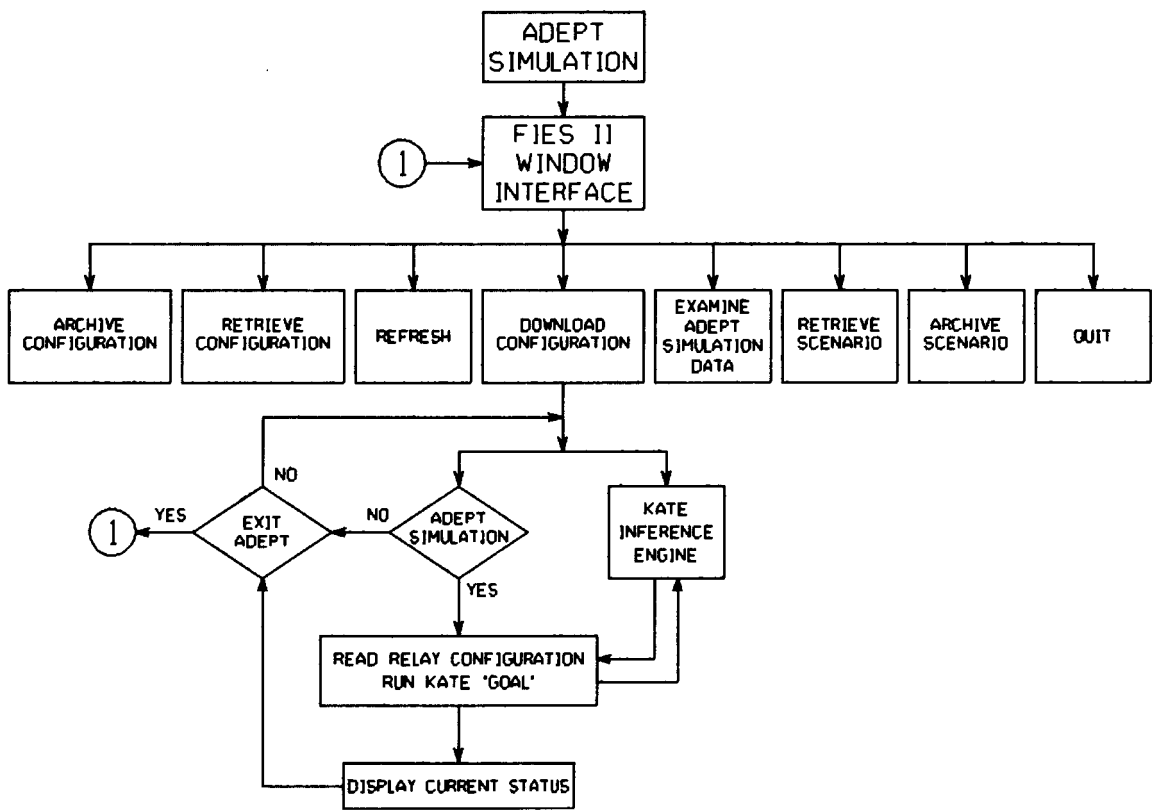 ADEPT
SIMULATION
FIES II
WINDOW
INTERFACE
1
ARCHIVE
CONFIGURATION
RETRIEVE
CONFIGURATION
REFRESH
DOWNLOAD
CONFIGURATION
EXAMINE
ADEPT
SIMULATION
DATA
RETRIEVE
SCENARIO
ARCHIVE
SCENARIO
QUIT
NO
YES
1
EXIT
ADEPT
NO
ADEPT
SIMULATION
YES
KATE
INFERENCE
ENGINE
READ RELAY CONFIGURATION
RUN KATE 'GOAL'
DISPLAY CURRENT STATUS